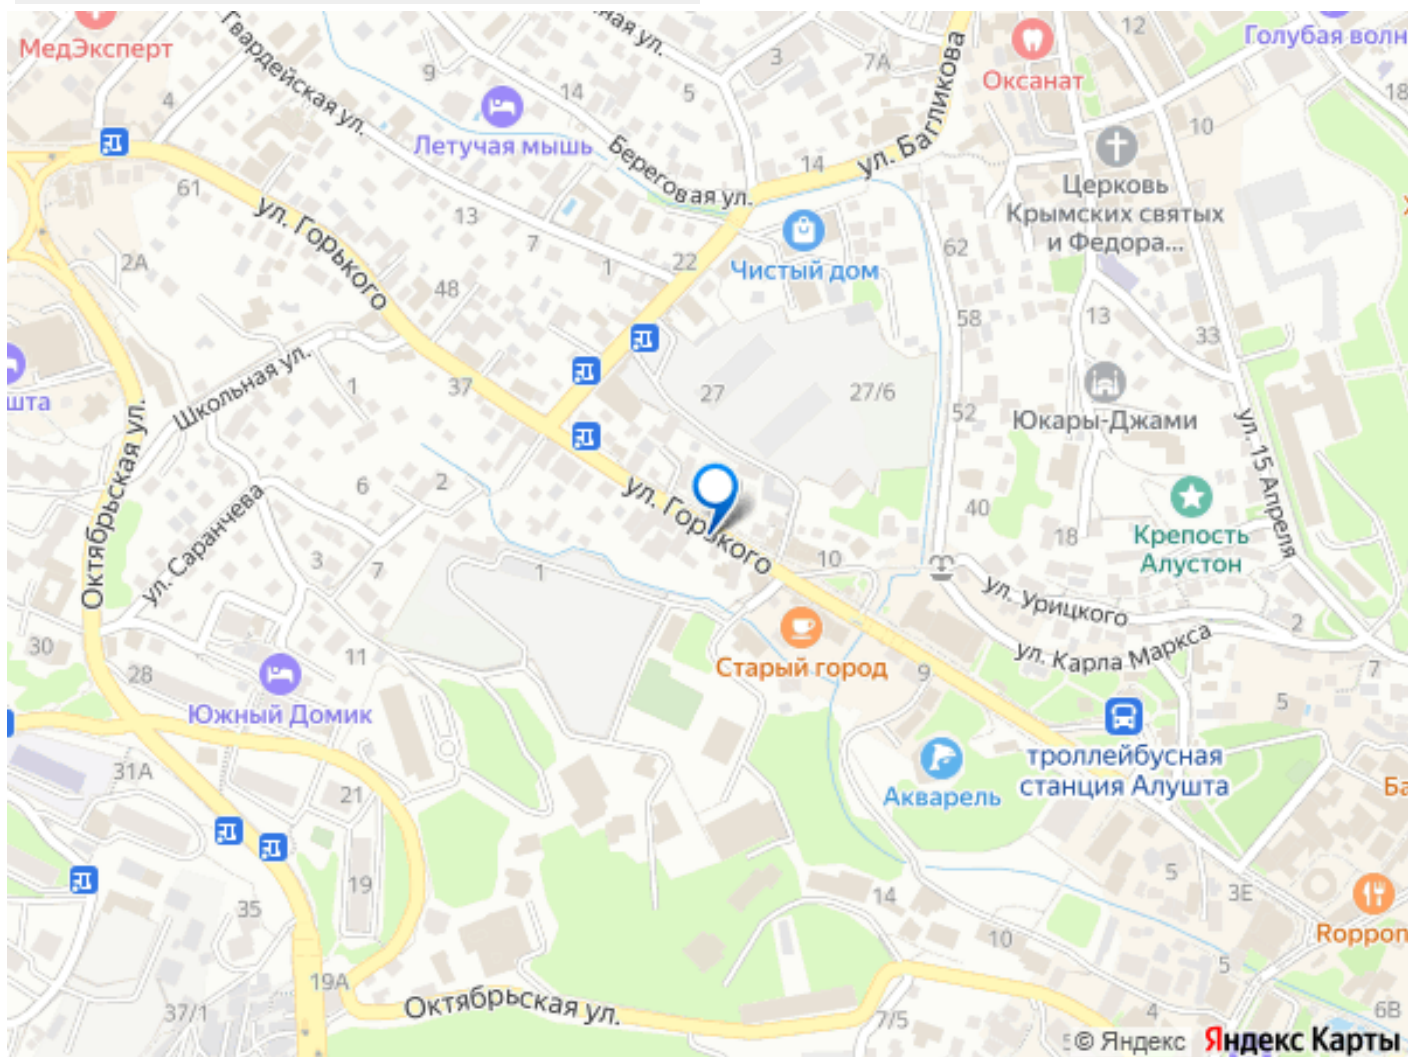 МедЭксперт
Гвардейская ул.
ная ул.
9
14
3
5
7А
ул. Багликова
Оксанат
12
Голубая волн
18
10
4
Летучая мышь
Береговая ул.
14
Церковь
Крымских святых
и Федора...
61
ул. Горького
13
7
1
22
Чистый дом
62
2А
48
58
13
33
Школьная ул.
1
37
27
27/6
52
Юкары-Джами
ул. 15 Апреля
шта
Октябрьская ул.
6
2
ул. Саранчева
ул. Горького
40
18
Крепость
Алустон
3
7
1
10
ул. Урицкого
2
30
28
11
Старый город
9
ул. Карла Маркса
7
5
Южный Домик
31А
21
троллейбусная
станция Алушта
Акварель
Ба
19
35
14
5
3Е
Roppon
10
5
19А
37/1
Октябрьская ул.
7/5
4
6В
© Яндекс
Яндекс Карты